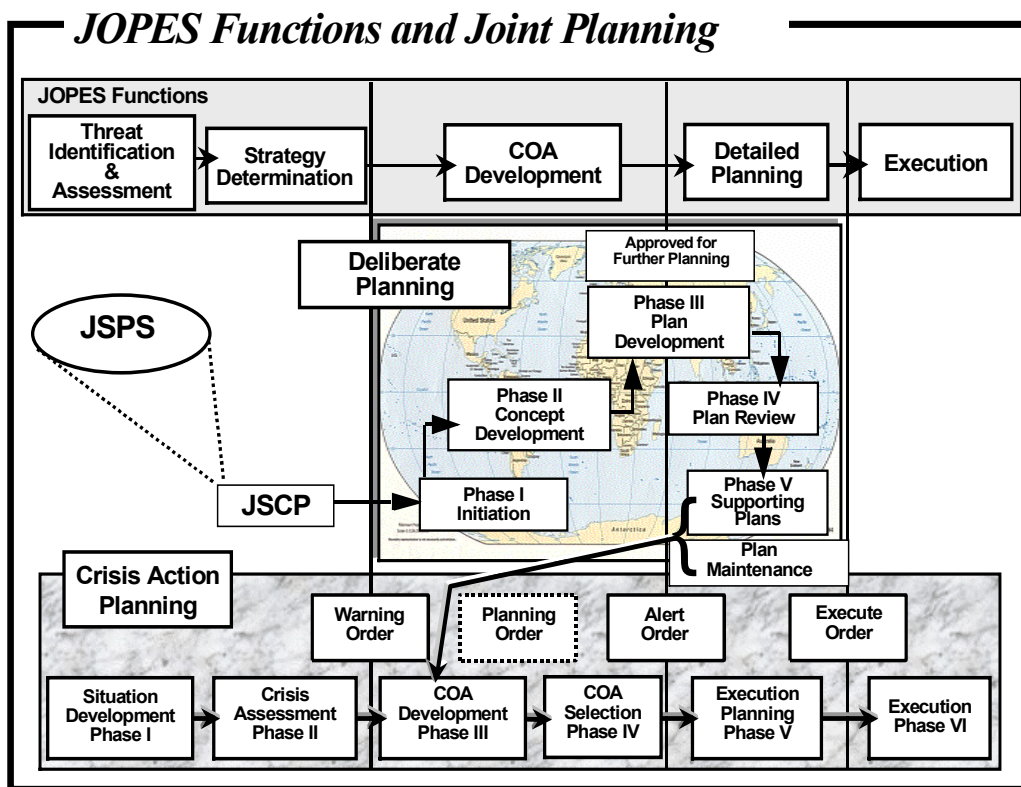 JOPES Functions and Joint Planning
JOPES Functions
Threat
Identification
&
Assessment
Strategy
Determination
COA
Development
Detailed
Planning
Execution
Deliberate
Planning
Approved for
Further Planning
Phase III
Plan
Development
JSPS
United States
Phase II
Concept
Development
Phase IV
Plan Review
JSCP
Phase I
Initiation
Phase V
Supporting
Plans
Antarctica
Plan
Maintenance
Crisis Action
Planning
Warning
Order
Planning
Order
Alert
Order
Execute
Order
Situation
Development
Phase I
Crisis
Assessment
Phase II
COA
Development
Phase III
COA
Selection
Phase IV
Execution
Planning
Phase V
Execution
Phase VI